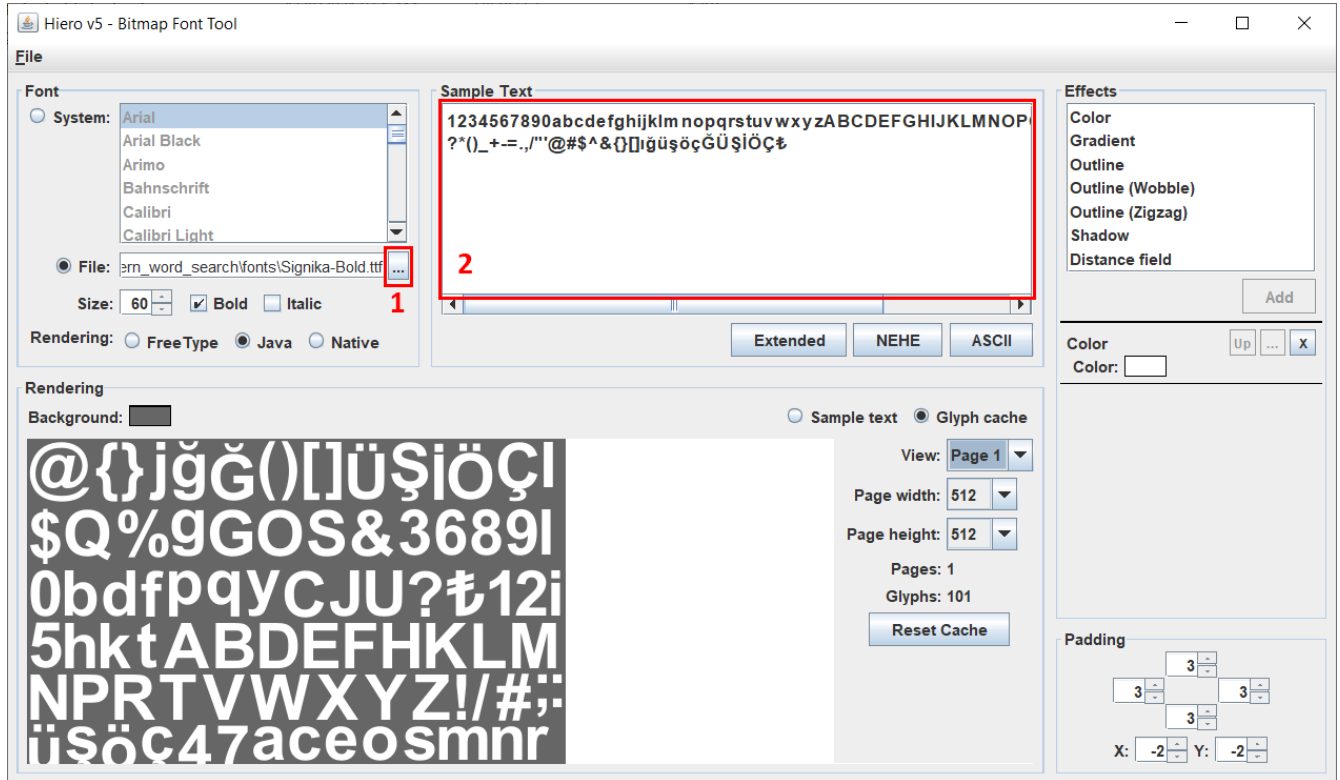 Hiero v5 - Bitmap Font Tool
File
Font
System:
Arial
Arial Black
Arimo
Bahnschrift
Calibri
Calibri Light
File: ern_word_search\fonts\Signika-Bold.ttf ...
1
Size: 60 Bold Italic
Rendering: FreeType Java Native
Sample Text
1234567890abcdefghijklmnopqrstuvwxyzABCDEFGHIJKLMNOP
?*()_+-=.,/"'@#$^&{}[]ığüşöçĞÜŞİÖÇ₺
2
Extended NEHE ASCII
Effects
Color
Gradient
Outline
Outline (Wobble)
Outline (Zigzag)
Shadow
Distance field
Add
Color Up ... X
Color:
Rendering
Background:
Sample text Glyph cache
@{}jğĞ()[]ÜŞİÖÇ
$Q%gGOS&3689
0bdfpqyCJU?₺12i
5hktABDEFHKLM
NPRTVWXYZ!/#;
üşöç47aceosmnr
View: Page 1
Page width: 512
Page height: 512
Pages: 1
Glyphs: 101
Reset Cache
Padding
3
3 3
3
X: -2 Y: -2